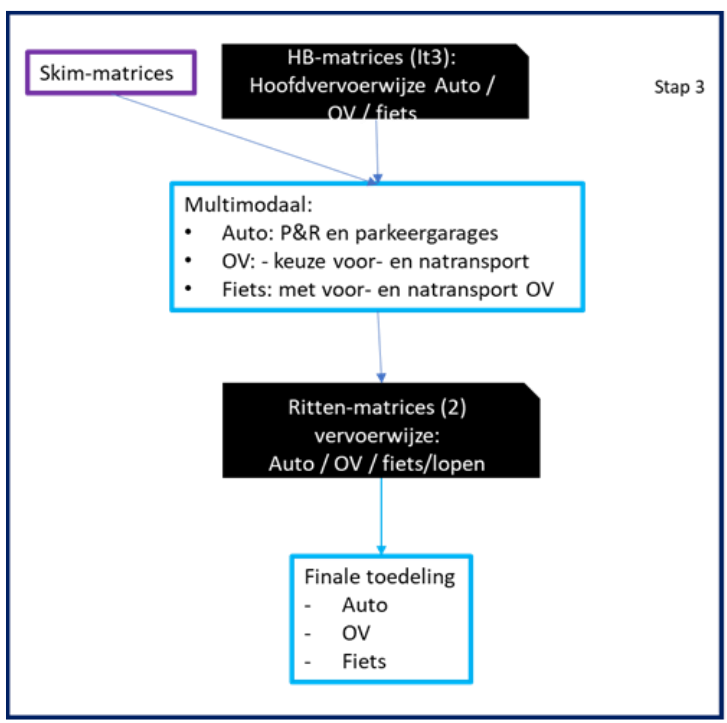 Skim-matrices
HB-matrices (It3):
Hoofdvervoerwijze Auto /
OV / fiets
Stap 3
Multimodaal:
• Auto: P&R en parkeergarages
• OV: - keuze voor- en natransport
• Fiets: met voor- en natransport OV
Ritten-matrices (2)
vervoerwijze:
Auto / OV / fiets/lopen
Finale toedeling
- Auto
- OV
- Fiets